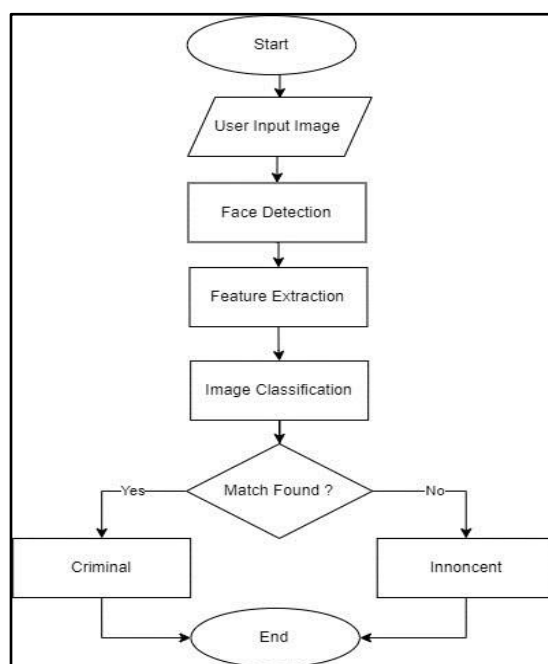 Start
User Input Image
Face Detection
Feature Extraction
Image Classification
Match Found ?
Yes
No
Criminal
Innoncent
End